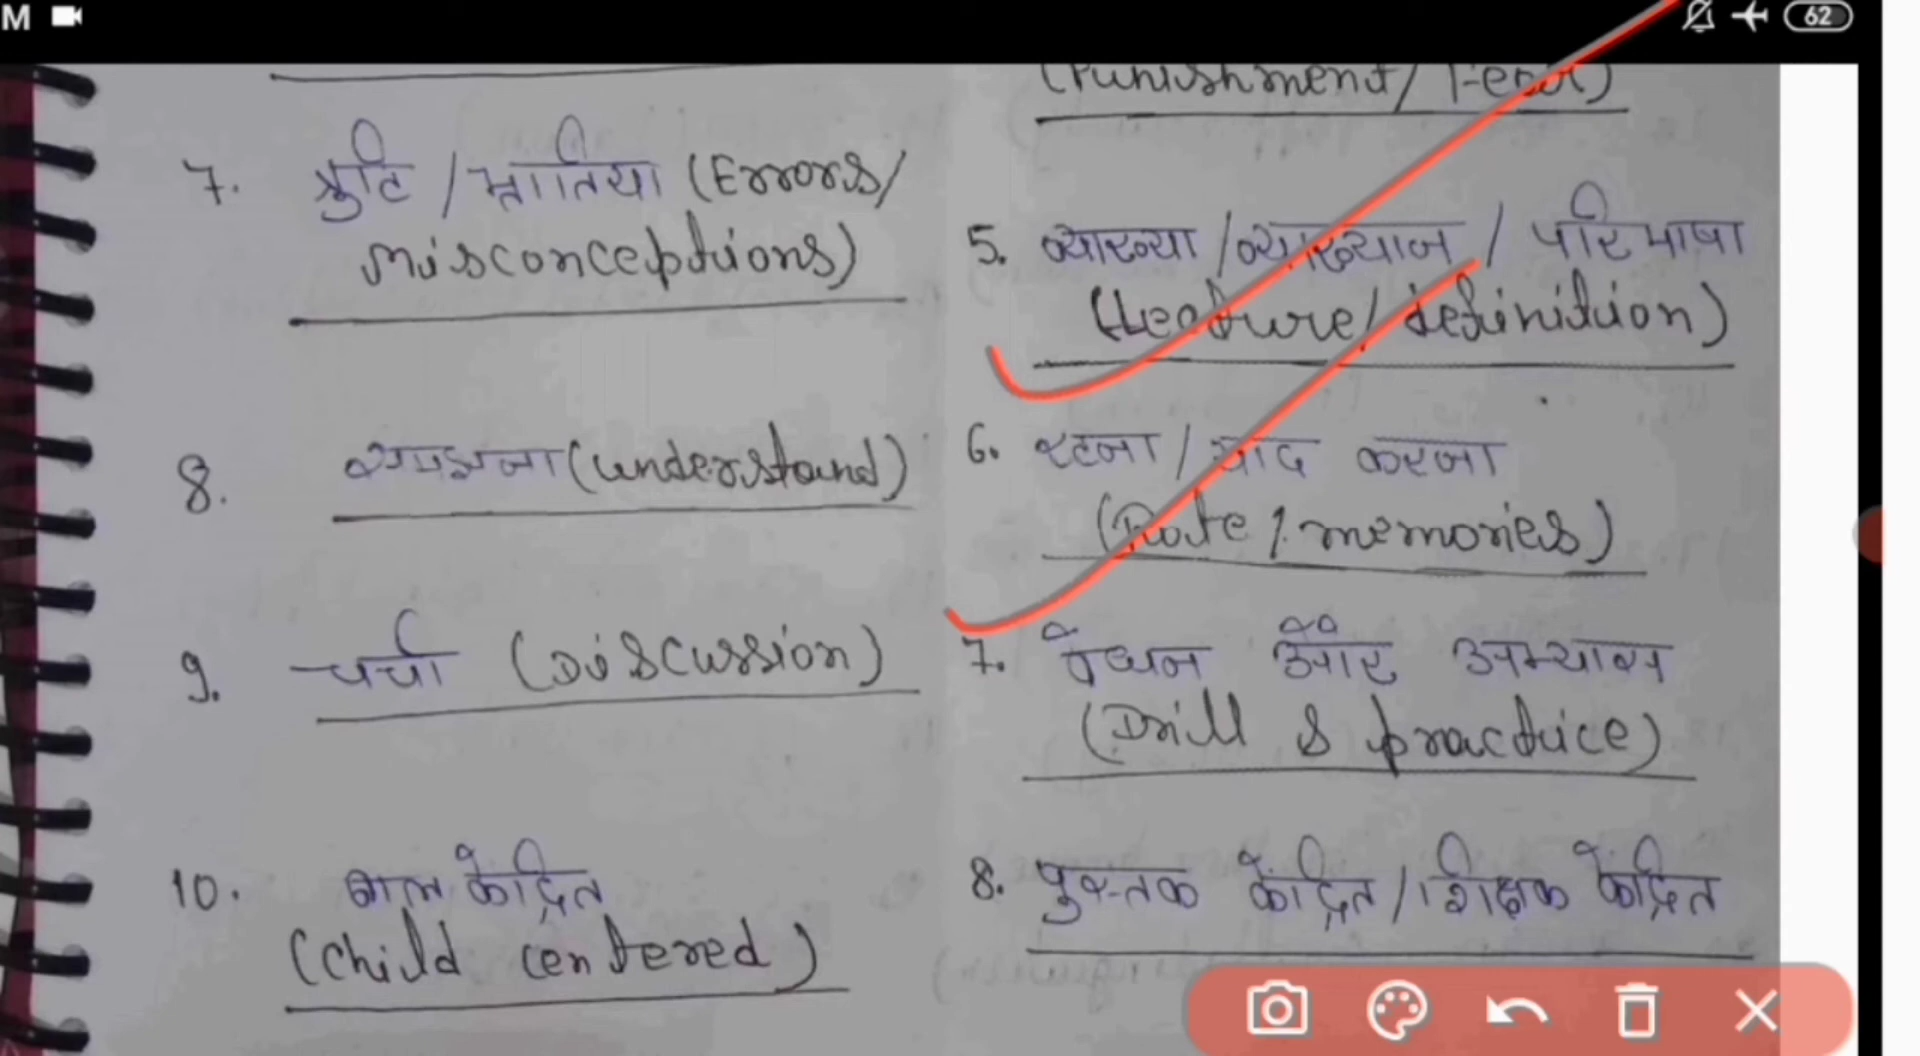 M
62
(Punishment/ Fear)
7. त्रुटि / भ्रांतियां (Errors/
misconceptions)
8. समझना (understand)
9. चर्चा (Discussion)
10. बाल केंद्रित
(child centered)
5. व्याख्या / व्याख्यान / परिभाषा
(Lecture/definition)
6. रटना / याद करना
(Rote / memories)
7. और अभ्यास
(Drill & practice)
8. पुस्तक केंद्रित / शिक्षक केंद्रित